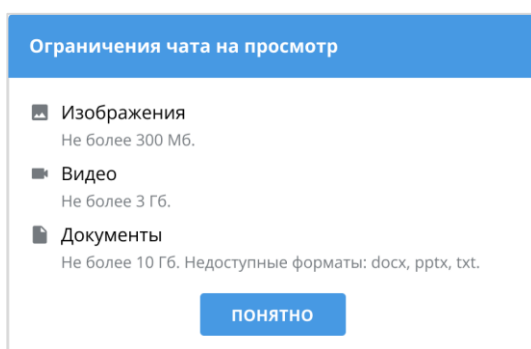 Ограничения чата на просмотр
Изображения
Не более 300 Мб.
Видео
Не более 3 Гб.
Документы
Не более 10 Гб. Недоступные форматы: docx, pptx, txt.
ПОНЯТНО